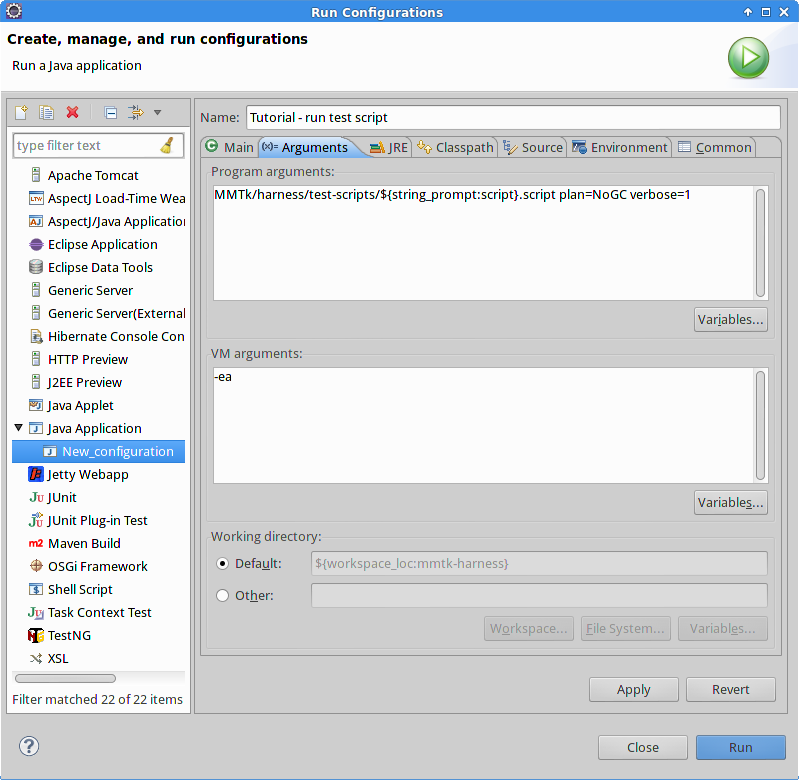 Run Configurations
Create, manage, and run configurations
Run a Java application
type filter text
Apache Tomcat
LTW AspectJ Load-Time Wea
AJ AspectJ/Java Application
Eclipse Application
Eclipse Data Tools
Generic Server
Generic Server(External
Hibernate Console Con
HTTP Preview
J2EE Preview
Java Applet
Java Application
New_configuration
Jetty Webapp
JU JUnit
JUnit Plug-in Test
m2 Maven Build
OSGi Framework
Shell Script
Task Context Test
TestNG
XSL
Filter matched 22 of 22 items
Name: Tutorial - run test script
Main (x)= Arguments JRE Classpath Source Environment Common
Program arguments:
MMTk/harness/test-scripts/${string_prompt:script}.script plan=NoGC verbose=1
Variables...
VM arguments:
-ea
Variables...
Working directory:
Default: ${workspace_loc:mmtk-harness}
Other:
Workspace... File System... Variables...
Apply Revert
? Close Run